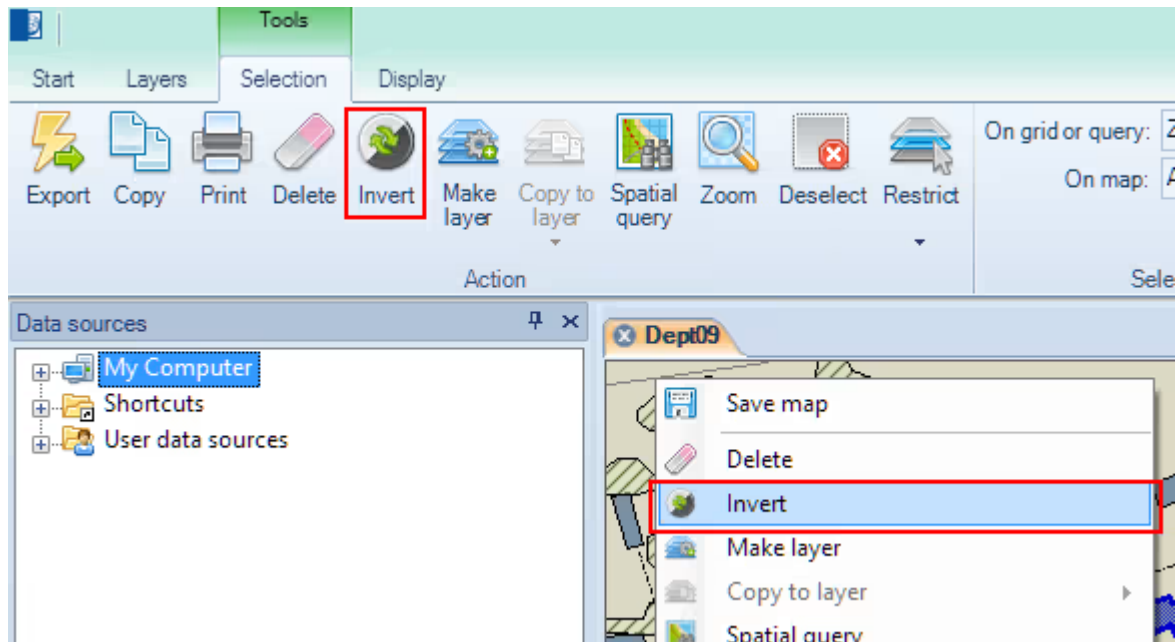 Tools
Start Layers Selection Display
Export Copy Print Delete Invert Make layer Copy to layer Spatial query Zoom Deselect Restrict
On grid or query: Z
On map: A
Action
Sele
Data sources
Dept09
My Computer
Shortcuts
User data sources
Save map
Delete
Invert
Make layer
Copy to layer
Spatial query